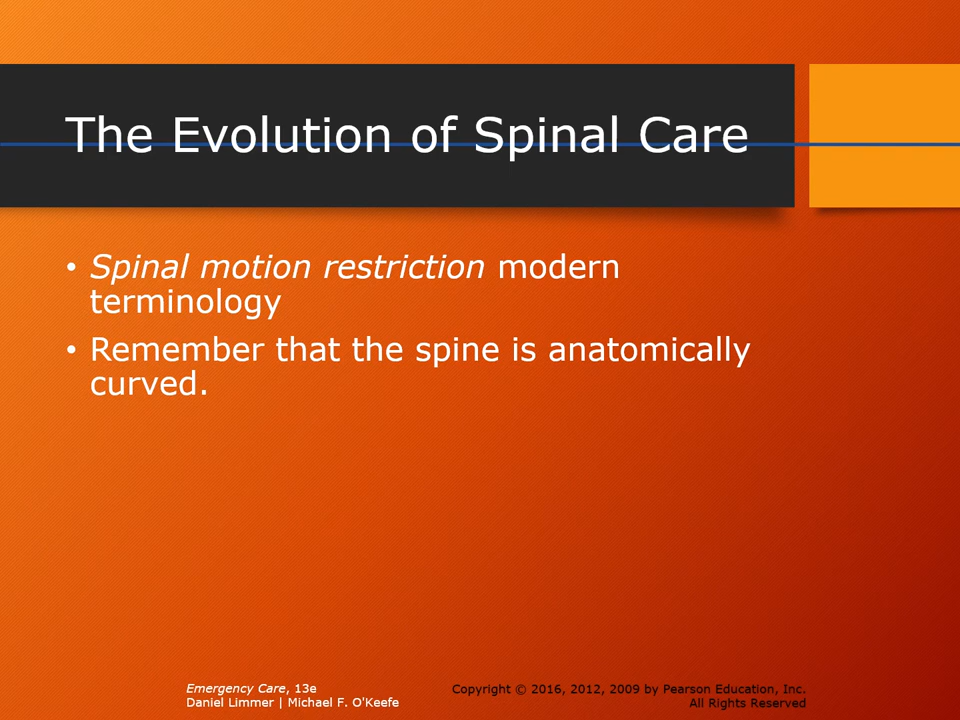 The Evolution of Spinal Care
• Spinal motion restriction modern
terminology
• Remember that the spine is anatomically
curved.
Emergency Care, 13e
Daniel Limmer | Michael F. O'Keefe
Copyright © 2016, 2012, 2009 by Pearson Education, Inc.
All Rights Reserved